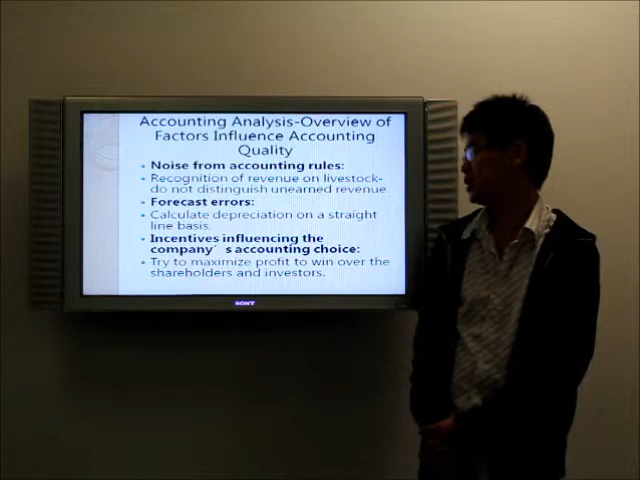 Accounting Analysis-Overview of
Factors Influence Accounting
Quality
Noise from accounting rules:
Recognition of revenue on livestock-
do not distinguish unearned revenue.
Forecast errors:
Calculate depreciation on a straight
line basis.
Incentives influencing the
company´s accounting choice:
Try to maximize profit to win over the
shareholders and investors.
SONY